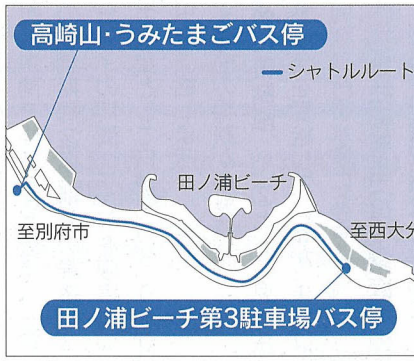 高崎山・うみたまごバス停
シャトルルート
田ノ浦ビーチ
至別府市
至西大分
田ノ浦ビーチ第3駐車場バス停